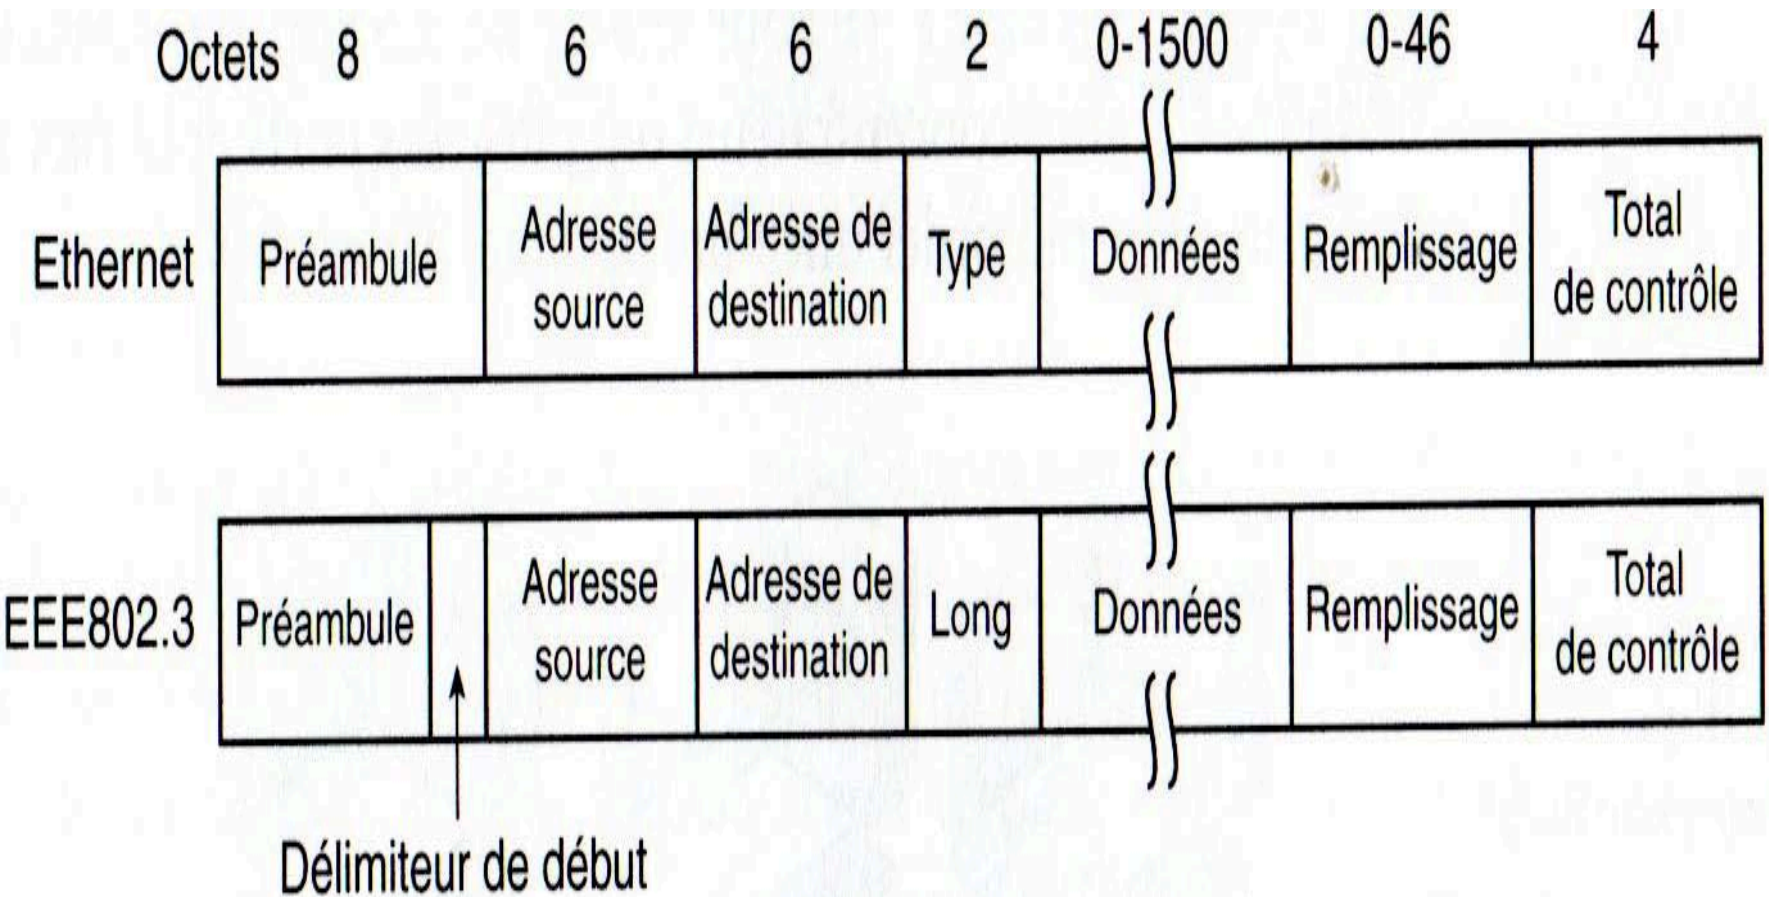 Octets 8 6 6 2 0-1500 0-46 4
Ethernet
Préambule
Adresse
source
Adresse de
destination
Type
Données
Remplissage
Total
de contrôle
EEE802.3
Préambule
Adresse
source
Adresse de
destination
Long
Données
Remplissage
Total
de contrôle
Délimiteur de début